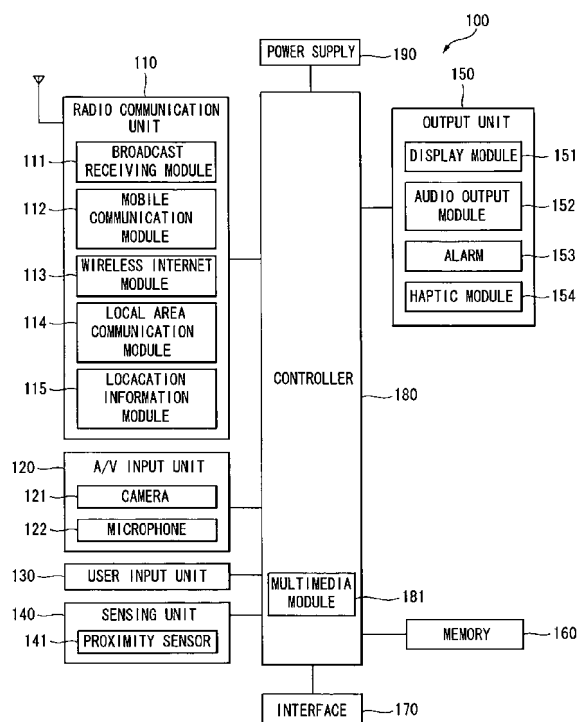 100
POWER SUPPLY
190
110
RADIO COMMUNICATION
UNIT
111
BROADCAST
RECEIVING MODULE
112
MOBILE
COMMUNICATION
MODULE
113
WIRELESS INTERNET
MODULE
114
LOCAL AREA
COMMUNICATION
MODULE
115
LOCACATION
INFORMATION
MODULE
120
A/V INPUT UNIT
121
CAMERA
122
MICROPHONE
130
USER INPUT UNIT
140
SENSING UNIT
141
PROXIMITY SENSOR
CONTROLLER
180
MULTIMEDIA
MODULE
181
150
OUTPUT UNIT
DISPLAY MODULE
151
AUDIO OUTPUT
MODULE
152
ALARM
153
HAPTIC MODULE
154
MEMORY
160
INTERFACE
170